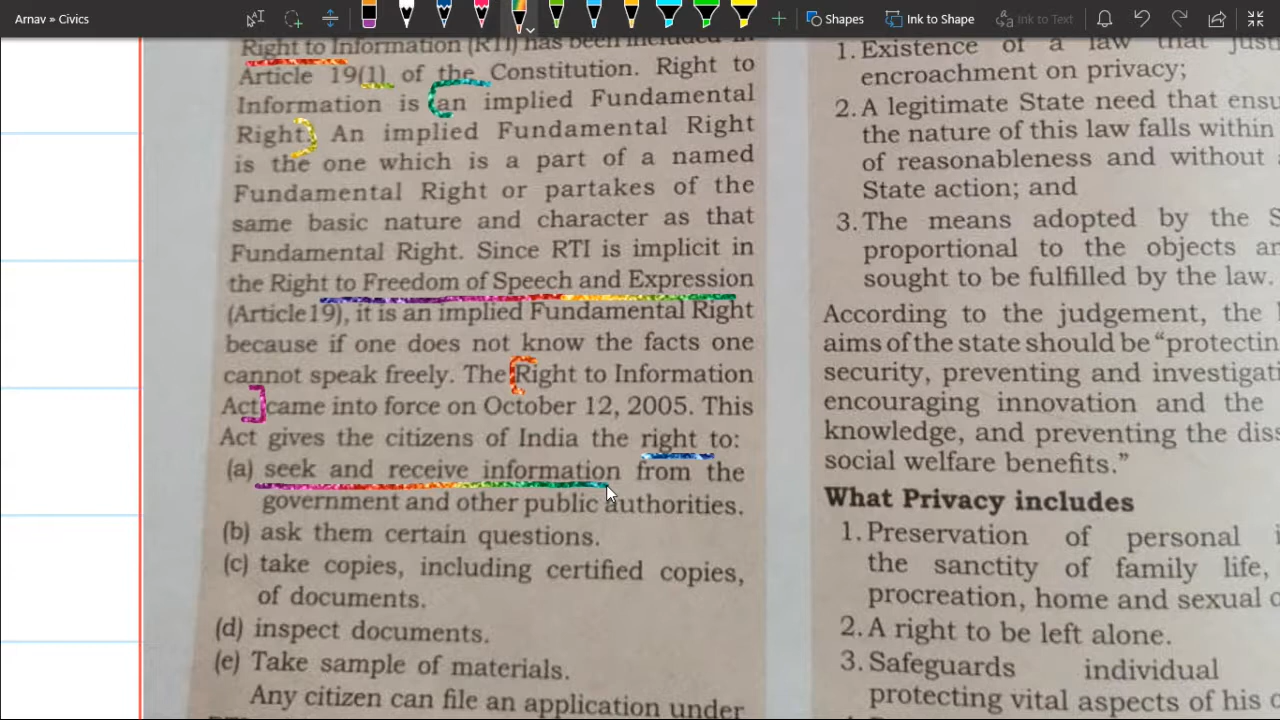 Arnav » Civics
Shapes
Ink to Shape
Ink to Text
Right to Information (RTI) has been included in
Article 19(1) of the Constitution. Right to
Information is an implied Fundamental
Right. An implied Fundamental Right
is the one which is a part of a named
Fundamental Right or partakes of the
same basic nature and character as that
Fundamental Right. Since RTI is implicit in
the Right to Freedom of Speech and Expression
(Article19), it is an implied Fundamental Right
because if one does not know the facts one
cannot speak freely. The Right to Information
Act came into force on October 12, 2005. This
Act gives the citizens of India the right to:
(a) seek and receive information from the
government and other public authorities.
(b) ask them certain questions.
(c) take copies, including certified copies,
of documents.
(d) inspect documents.
(e) Take sample of materials.
Any citizen can file an application under
1. Existence of a law that
encroachment on privacy;
2. A legitimate State need that
the nature of this law falls within
of reasonableness and without
State action; and
3. The means adopted by the
proportional to the objects
sought to be fulfilled by the law.
According to the judgement, the
aims of the state should be “
security, preventing and
encouraging innovation and the
knowledge, and preventing the
social welfare benefits.”
What Privacy includes
1. Preservation of personal
the sanctity of family life,
procreation, home and sexual
2. A right to be left alone.
3. Safeguards individual
protecting vital aspects of his